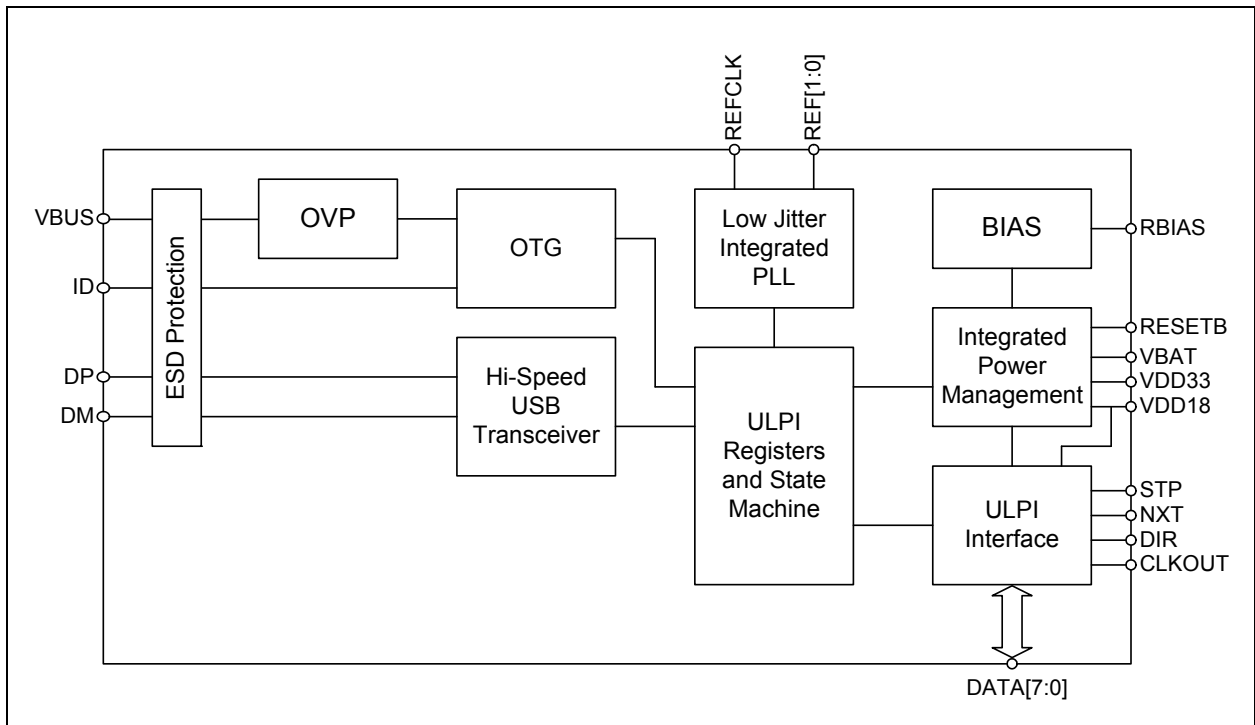 REFCLK
REF[1:0]
VBUS
ID
DP
DM
ESD Protection
OVP
OTG
Hi-Speed
USB
Transceiver
Low Jitter
Integrated
PLL
ULPI
Registers
and State
Machine
BIAS
Integrated
Power
Management
ULPI
Interface
RBIAS
RESETB
VBAT
VDD33
VDD18
STP
NXT
DIR
CLKOUT
DATA[7:0]